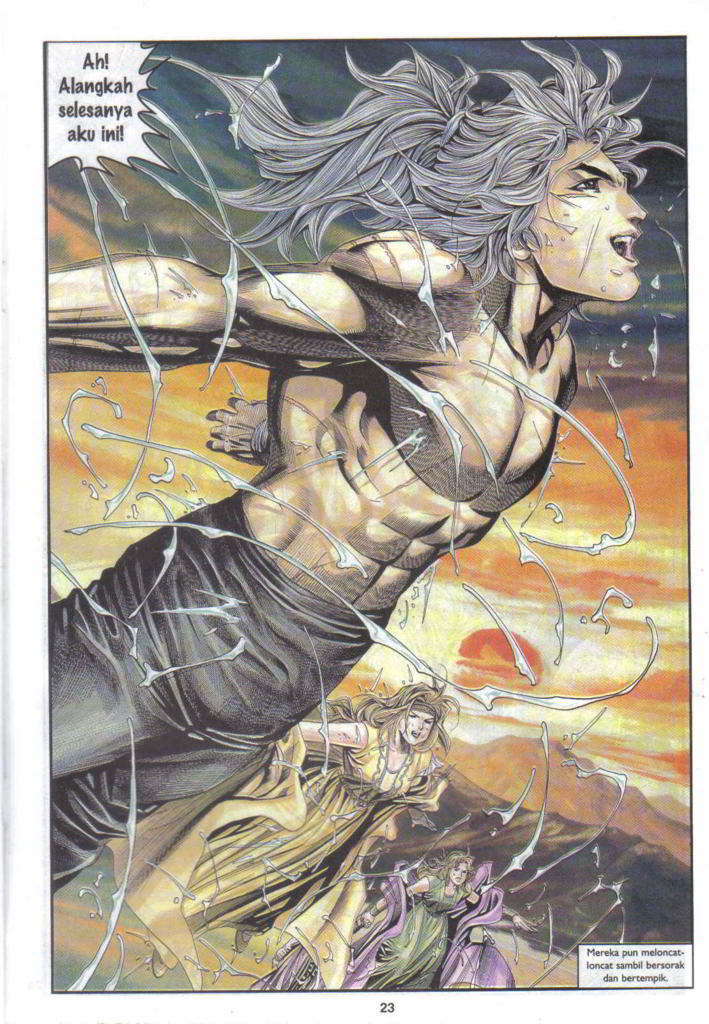 Ah!
Alangkah
selesanya
aku ini!
Mereka pun meloncat-
loncat sambil bersorak
dan bertempik.
23